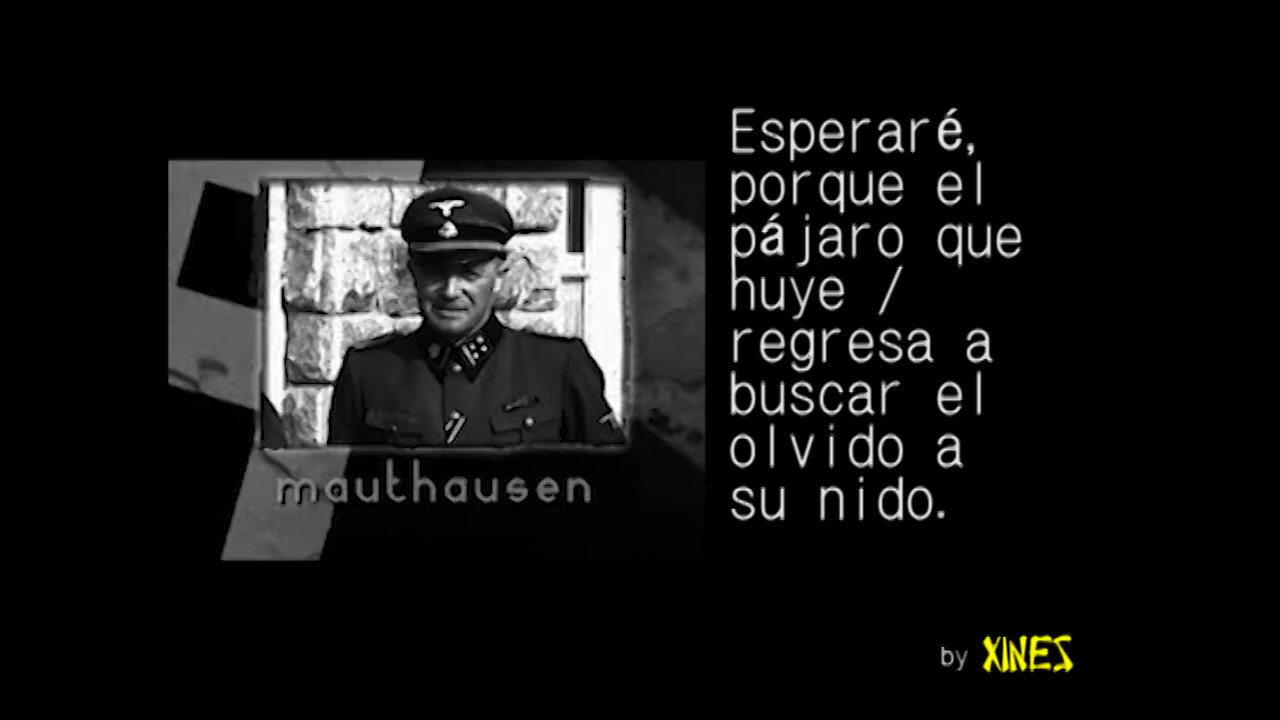 Esperaré,
porque el
pájaro que
huye /
regresa a
buscar el
olvido a
su nido.
mauthausen
by XINES